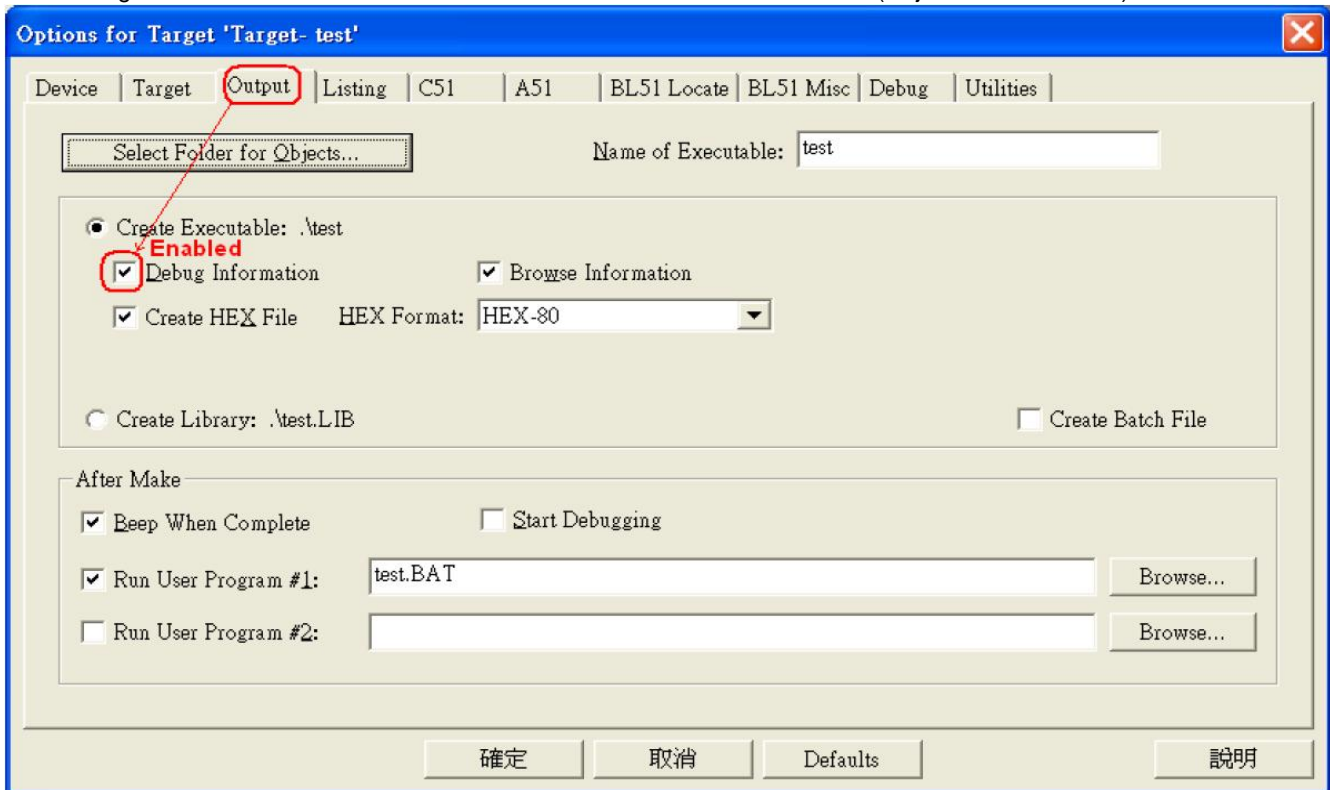 Options for Target 'Target- test'
Device Target Output Listing C51 A51 BL51 Locate BL51 Misc Debug Utilities
Select Folder for Objects... Name of Executable: test
Create Executable: .\test
Enabled
Debug Information Browse Information
Create HEX File HEX Format: HEX-80
Create Library: .\test.LIB Create Batch File
After Make
Beep When Complete Start Debugging
Run User Program #1: test.BAT Browse...
Run User Program #2: Browse...
確定 取消 Defaults 說明